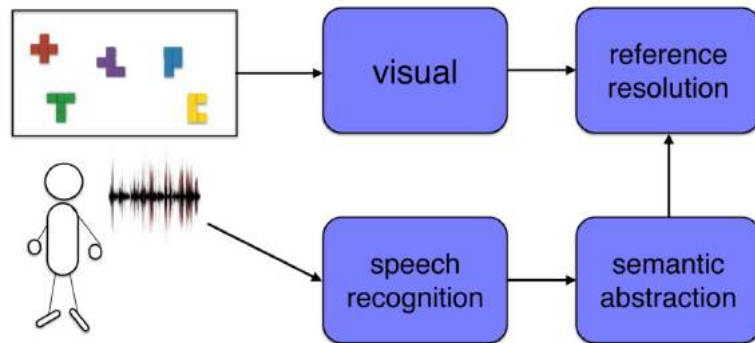 visual
reference
resolution
speech
recognition
semantic
abstraction